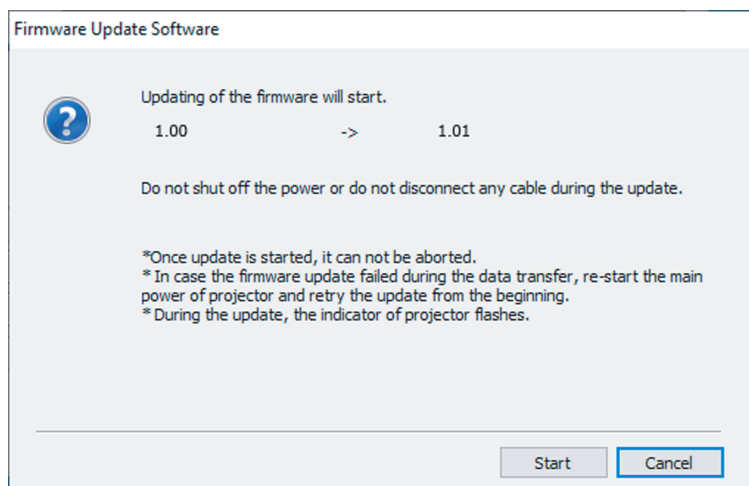 Firmware Update Software
Updating of the firmware will start.
1.00 -> 1.01
Do not shut off the power or do not disconnect any cable during the update.
*Once update is started, it can not be aborted.
* In case the firmware update failed during the data transfer, re-start the main
power of projector and retry the update from the beginning.
* During the update, the indicator of projector flashes.
Start Cancel